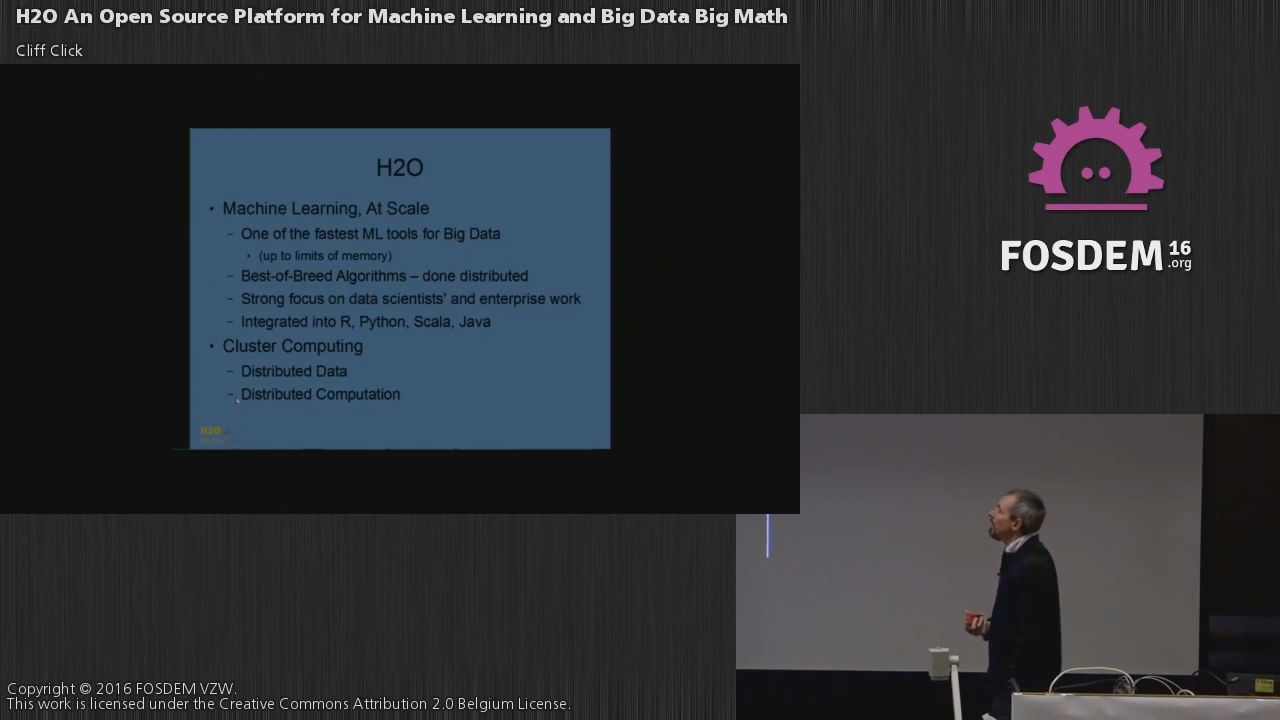 H2O An Open Source Platform for Machine Learning and Big Data Big Math
Cliff Click
H2O
• Machine Learning, At Scale
– One of the fastest ML tools for Big Data
• (up to limits of memory)
– Best-of-Breed Algorithms – done distributed
– Strong focus on data scientists' and enterprise work
– Integrated into R, Python, Scala, Java
• Cluster Computing
– Distributed Data
– Distributed Computation
H2O
FOSDEM 16
.org
Copyright © 2016 FOSDEM VZW.
This work is licensed under the Creative Commons Attribution 2.0 Belgium License.